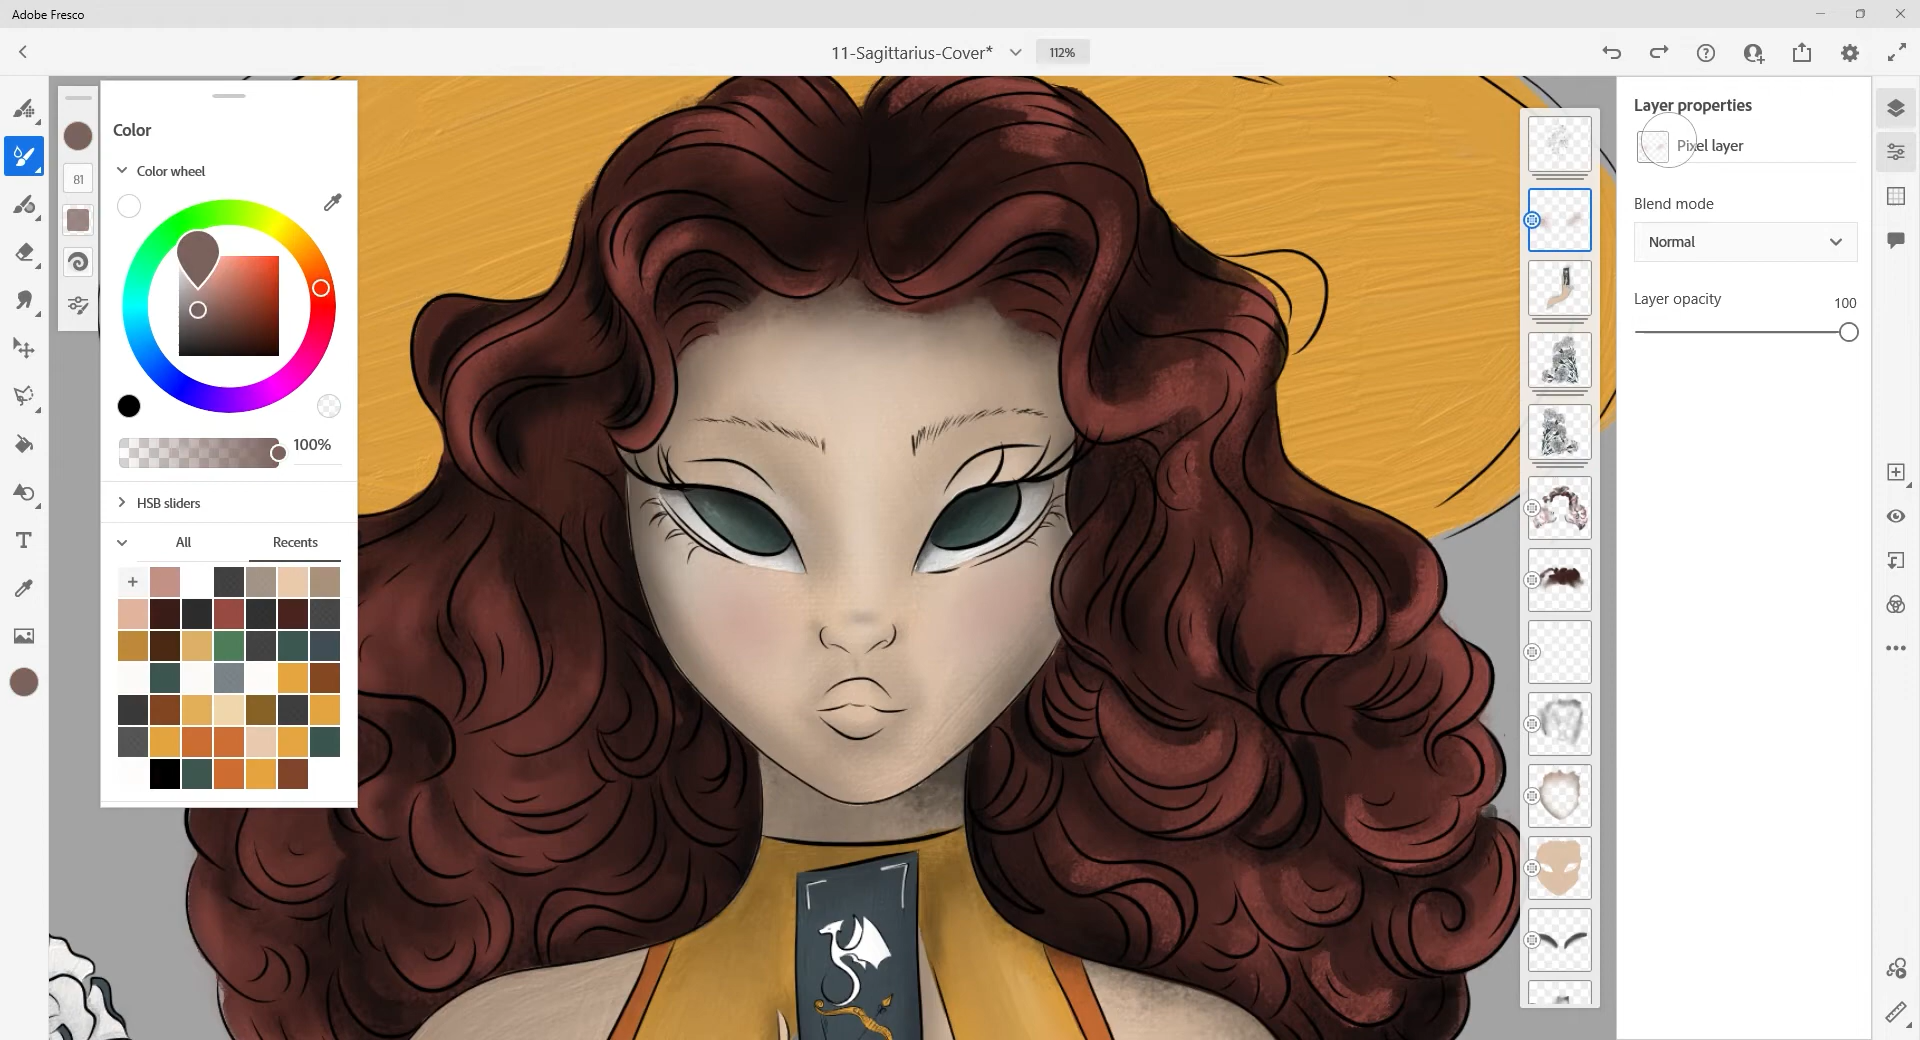 Adobe Fresco
11-Sagittarius-Cover*
112%
Color
Color wheel
81
100%
HSB sliders
All
Recents
Layer properties
Pixel layer
Blend mode
Normal
Layer opacity
100